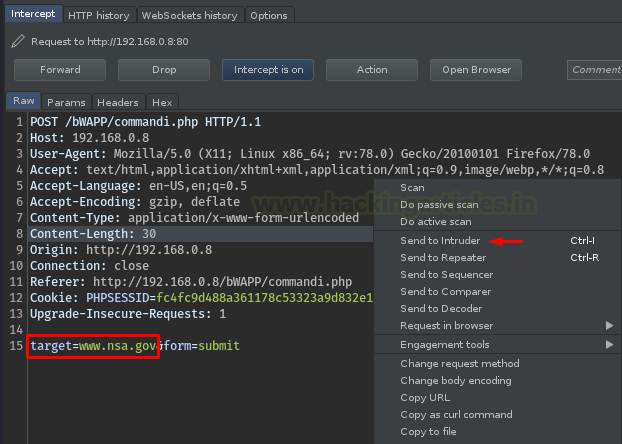 Intercept HTTP history WebSockets history Options
Request to http://192.168.0.8:80
Forward Drop Intercept is on Action Open Browser Comment
Raw Params Headers Hex
1 POST /bWAPP/commandi.php HTTP/1.1
2 Host: 192.168.0.8
3 User-Agent: Mozilla/5.0 (X11; Linux x86_64; rv:78.0) Gecko/20100101 Firefox/78.0
4 Accept: text/html,application/xhtml+xml,application/xml;q=0.9,image/webp,*/*;q=0.8
5 Accept-Language: en-US,en;q=0.5
6 Accept-Encoding: gzip, deflate
7 Content-Type: application/x-www-form-urlencoded
8 Content-Length: 30
9 Origin: http://192.168.0.8
10 Connection: close
11 Referer: http://192.168.0.8/bWAPP/commandi.php
12 Cookie: PHPSESSID=fc4fc9d488a361178c53323a9d832e1
13 Upgrade-Insecure-Requests: 1
14
15 target=www.nsa.gov&form=submit
Scan
Do passive scan
Do active scan
Send to Intruder Ctrl-I
Send to Repeater Ctrl-R
Send to Sequencer
Send to Comparer
Send to Decoder
Request in browser
Engagement tools
Change request method
Change body encoding
Copy URL
Copy as curl command
Copy to file
www.hackingarticles.in